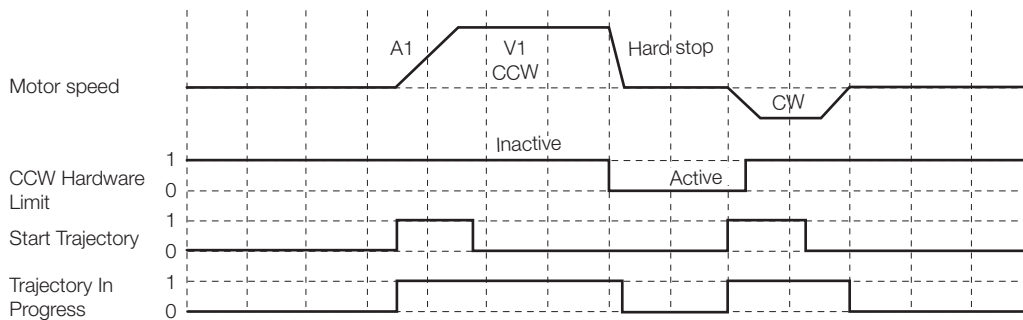 A1
V1
CCW
Hard stop
Motor speed
CW
Inactive
1
CCW Hardware
Limit
0
Active
1
Start Trajectory
0
Trajectory In
Progress
1
0